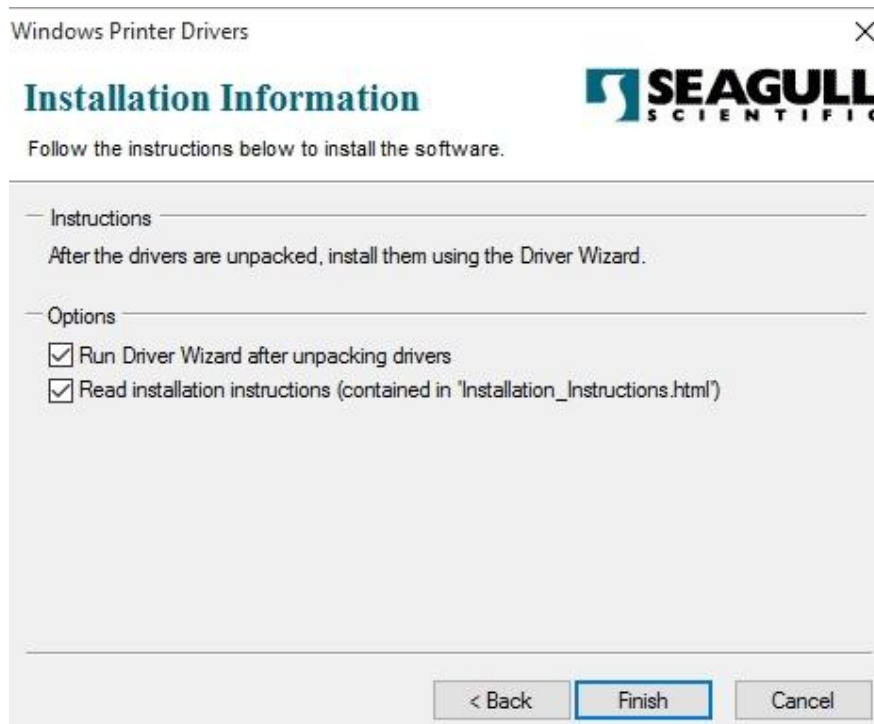 Windows Printer Drivers
Installation Information
SEAGULL
SCIENTIFIC
Follow the instructions below to install the software.
Instructions
After the drivers are unpacked, install them using the Driver Wizard.
Options
Run Driver Wizard after unpacking drivers
Read installation instructions (contained in 'Installation_Instructions.html')
< Back
Finish
Cancel